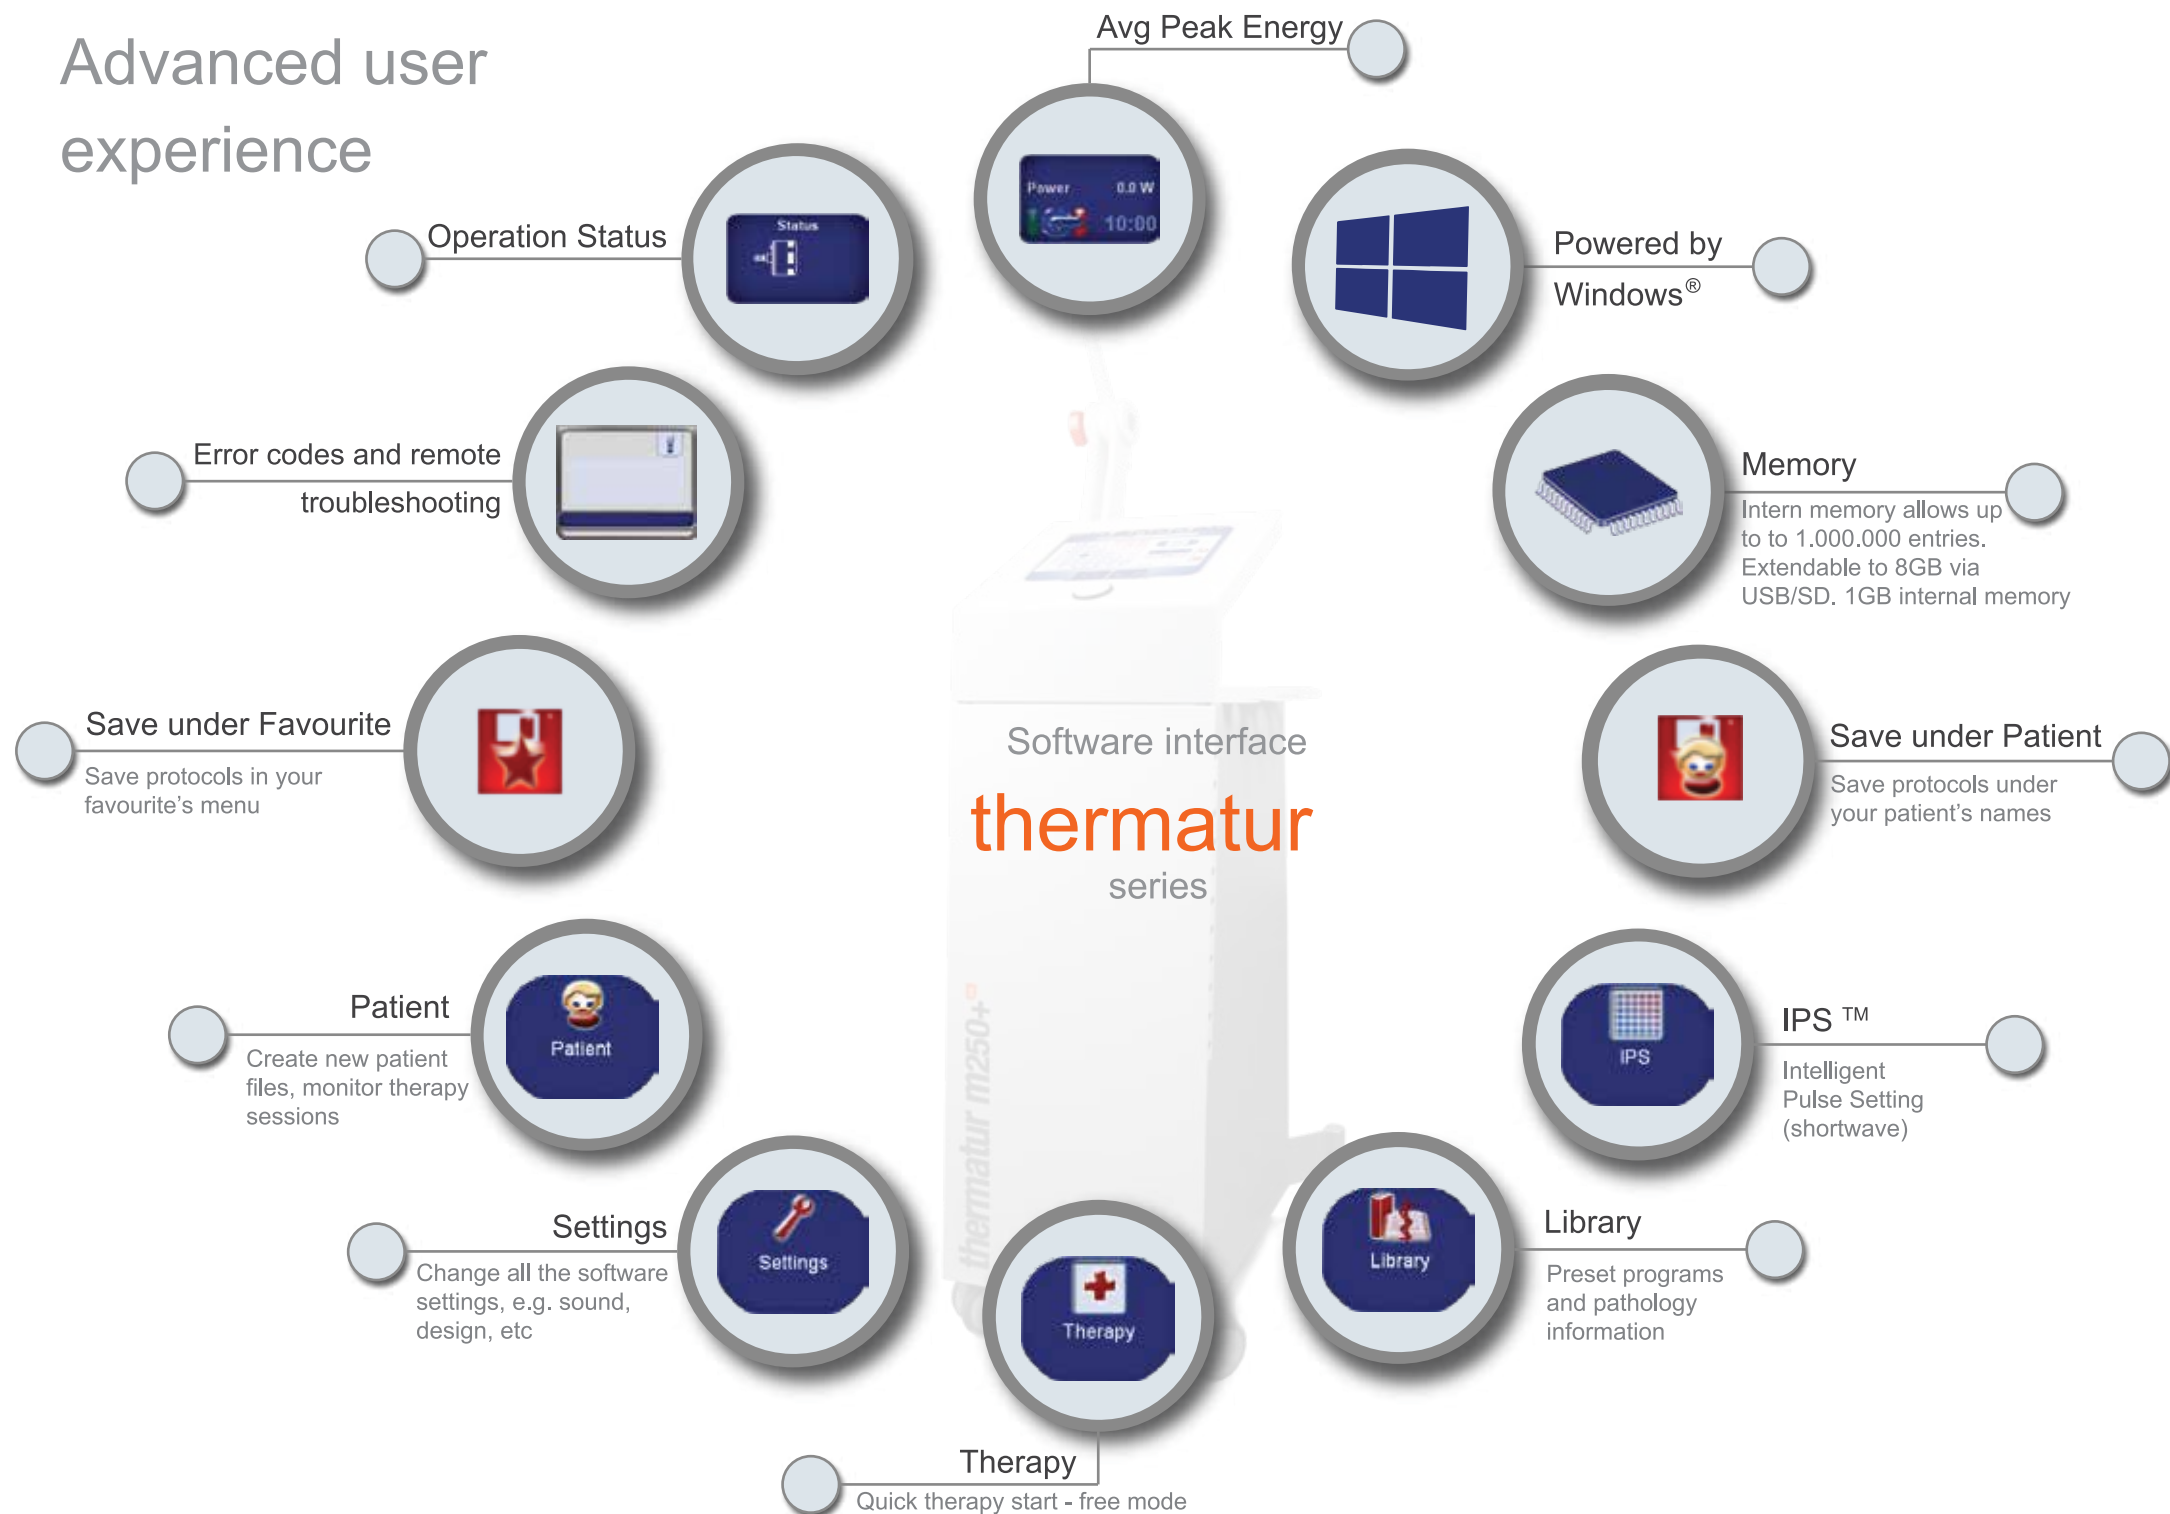 Advanced user
experience
Avg Peak Energy
Power 0.0 W
10:00
Operation Status
Status
Powered by
Windows®
Error codes and remote
troubleshooting
Memory
Intern memory allows up
to to 1.000.000 entries.
Extendable to 8GB via
USB/SD. 1GB internal memory
Save under Favourite
Save protocols in your
favourite's menu
Software interface
thermatur
series
Save under Patient
Save protocols under
your patient's names
Patient
Create new patient
files, monitor therapy
sessions
Patient
thermatur m250+
IPS
IPS ™
Intelligent
Pulse Setting
(shortwave)
Settings
Change all the software
settings, e.g. sound,
design, etc
Settings
Library
Library
Preset programs
and pathology
information
Therapy
Therapy
Quick therapy start - free mode